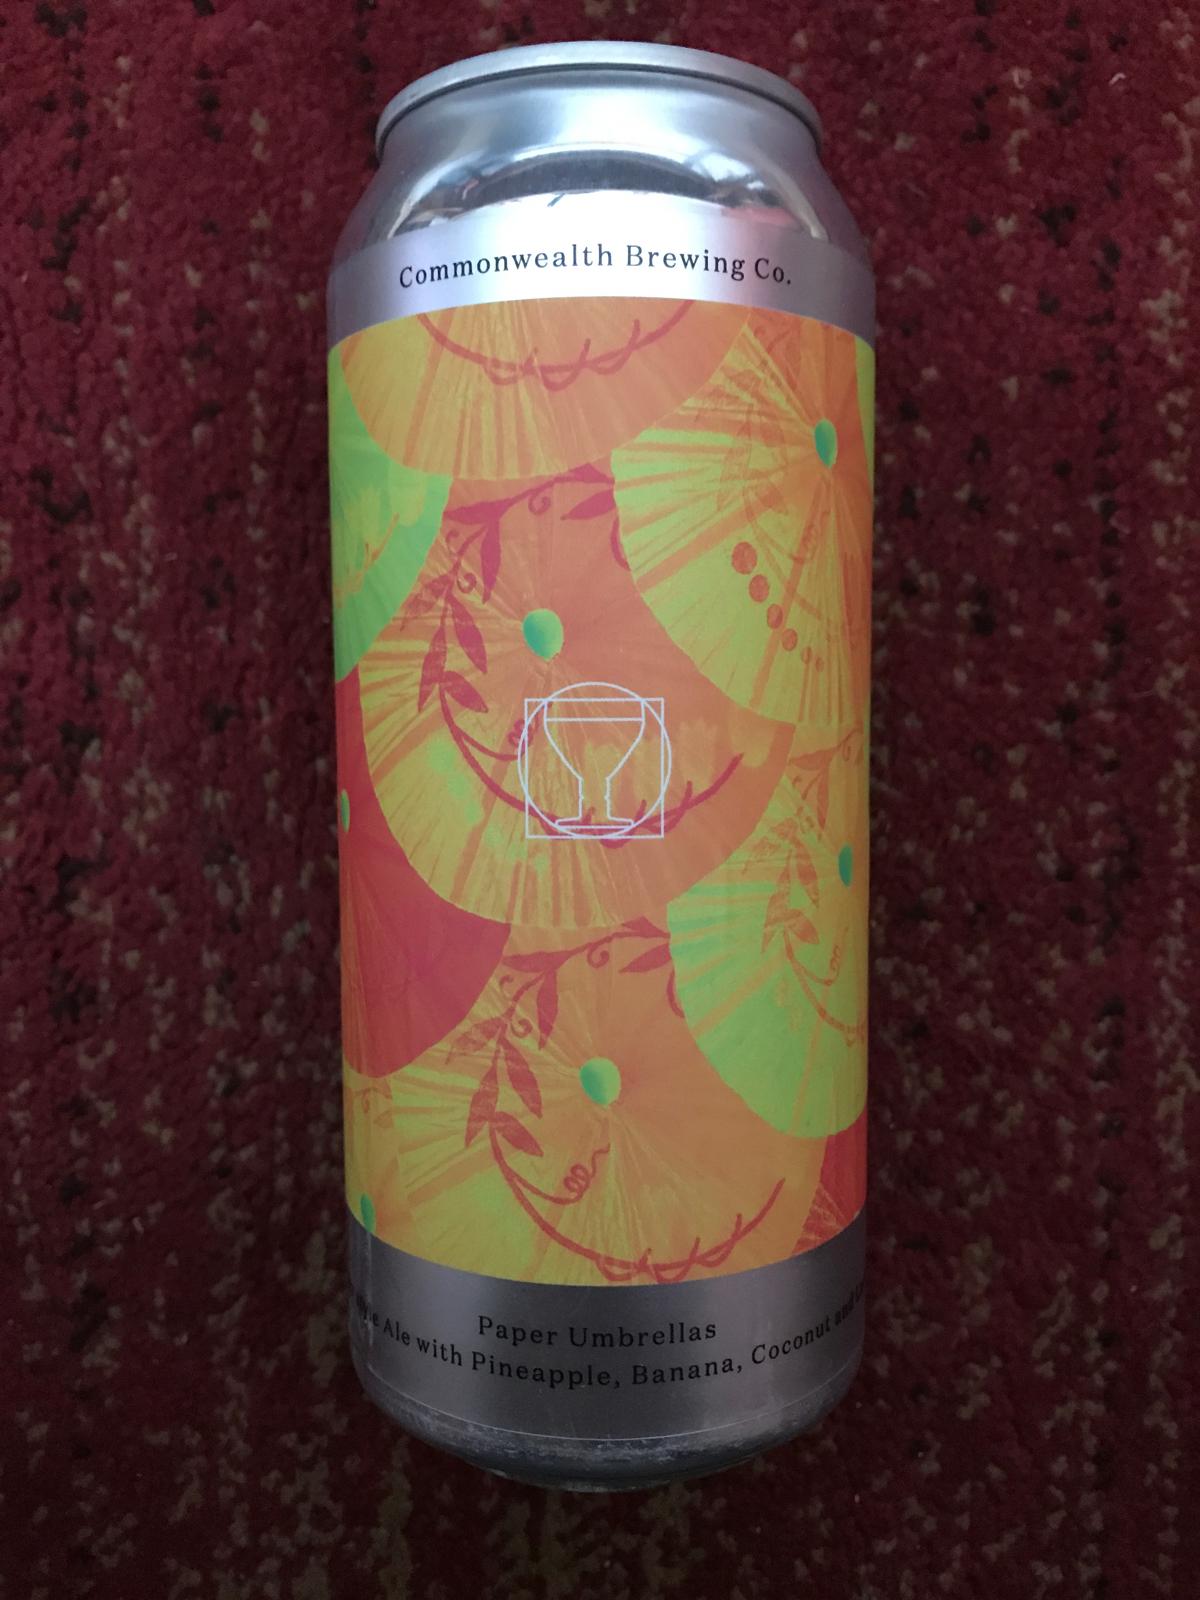 Commonwealth Brewing Co.
Paper Umbrellas
Ale with Pineapple, Banana, Coconut and